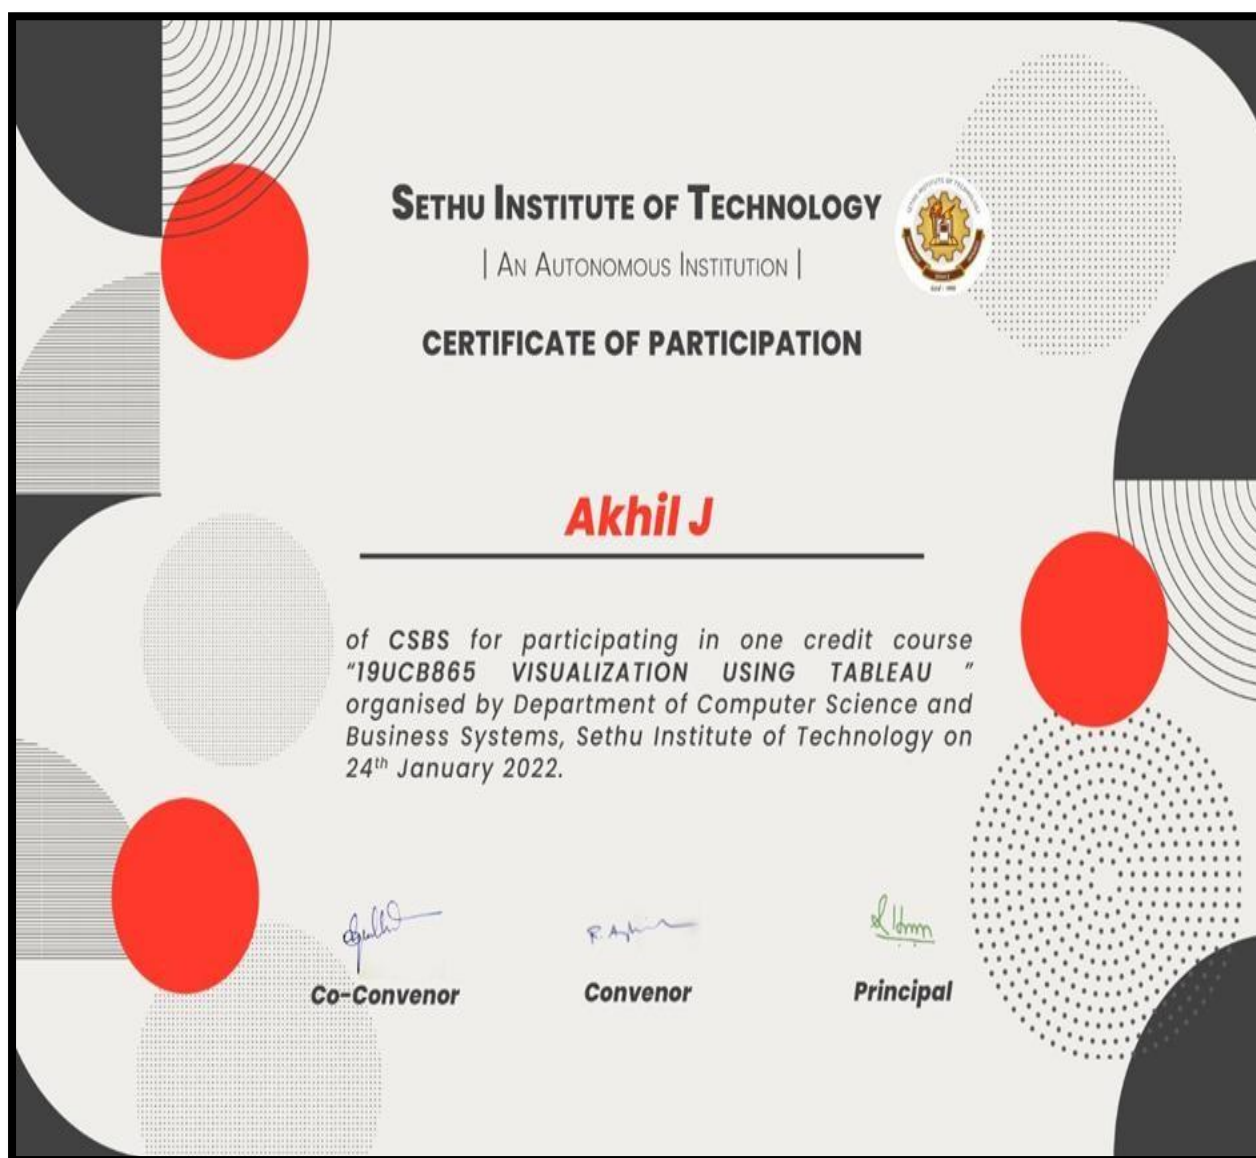 SETHU INSTITUTE OF TECHNOLOGY
| AN AUTONOMOUS INSTITUTION |
CERTIFICATE OF PARTICIPATION
Akhil J
of CSBS for participating in one credit course
“19UCB865 VISUALIZATION USING TABLEAU ”
organised by Department of Computer Science and
Business Systems, Sethu Institute of Technology on
24th January 2022.
Co-Convenor Convenor Principal